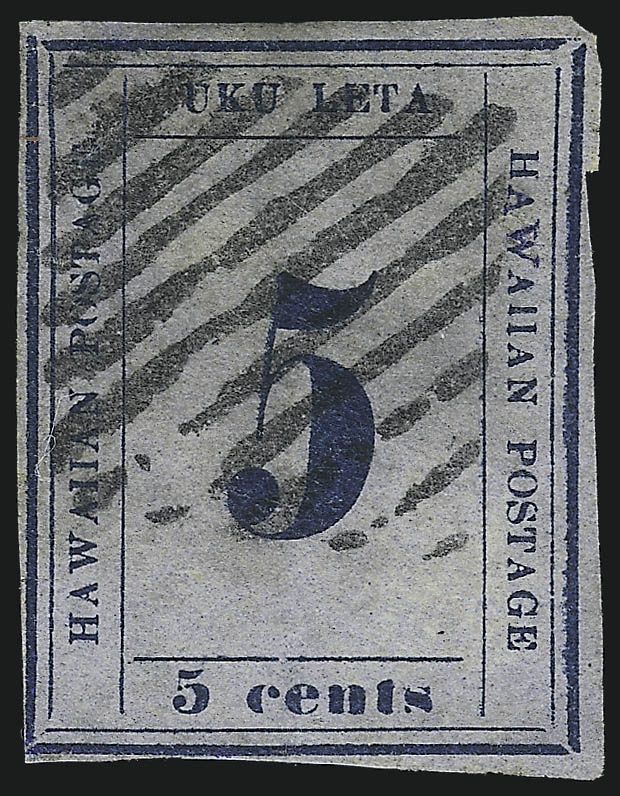 UKU LETA
HAWAIIAN POSTAGE
5
HAWAIIAN POSTAGE
5 cents